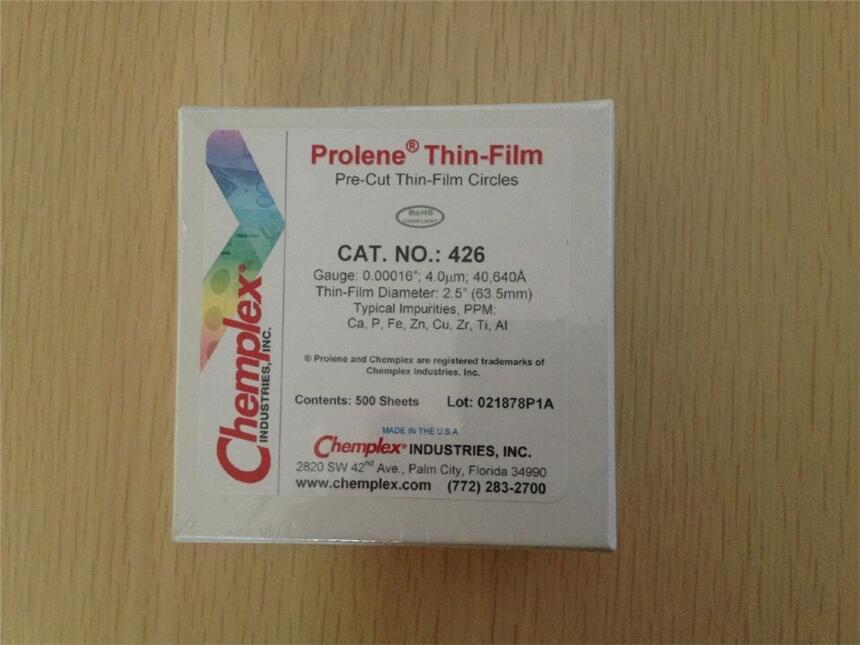 Prolene® Thin-Film
Pre-Cut Thin-Film Circles
RoHS
COMPLIANT
CAT. NO.: 426
Gauge: 0.00016"; 4.0µm; 40,640Å
Thin-Film Diameter: 2.5" (63.5mm)
Typical Impurities, PPM:
Ca, P, Fe, Zn, Cu, Zr, Ti, Al
® Prolene and Chemplex are registered trademarks of
Chemplex Industries, Inc.
Contents: 500 Sheets Lot: 021878P1A
MADE IN THE U.S.A.
Chemplex® INDUSTRIES, INC.
2820 SW 42nd Ave., Palm City, Florida 34990
www.chemplex.com (772) 283-2700
Chemplex®
INDUSTRIES, INC.